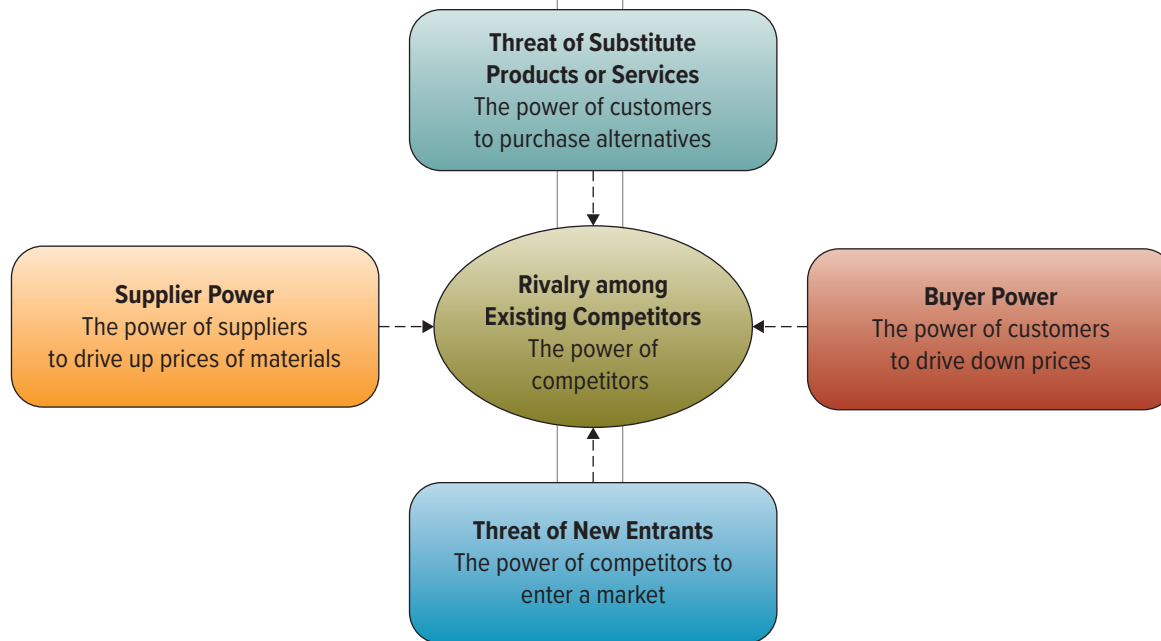 Threat of Substitute
Products or Services
The power of customers
to purchase alternatives
Supplier Power
The power of suppliers
to drive up prices of materials
Rivalry among
Existing Competitors
The power of
competitors
Buyer Power
The power of customers
to drive down prices
Threat of New Entrants
The power of competitors to
enter a market